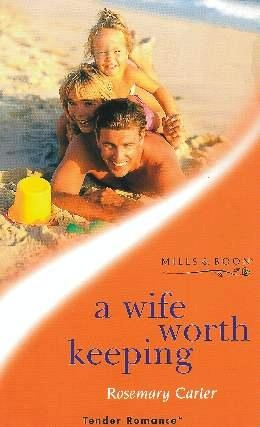 MILLS & BOON
a wife
worth
keeping
Rosemary Carter
Tender Romance™